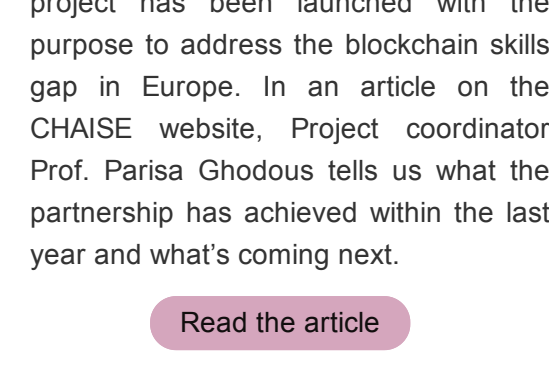 project has been launched with the
purpose to address the blockchain skills
gap in Europe. In an article on the
CHAISE website, Project coordinator
Prof. Parisa Ghodous tells us what the
partnership has achieved within the last
year and what’s coming next.
Read the article